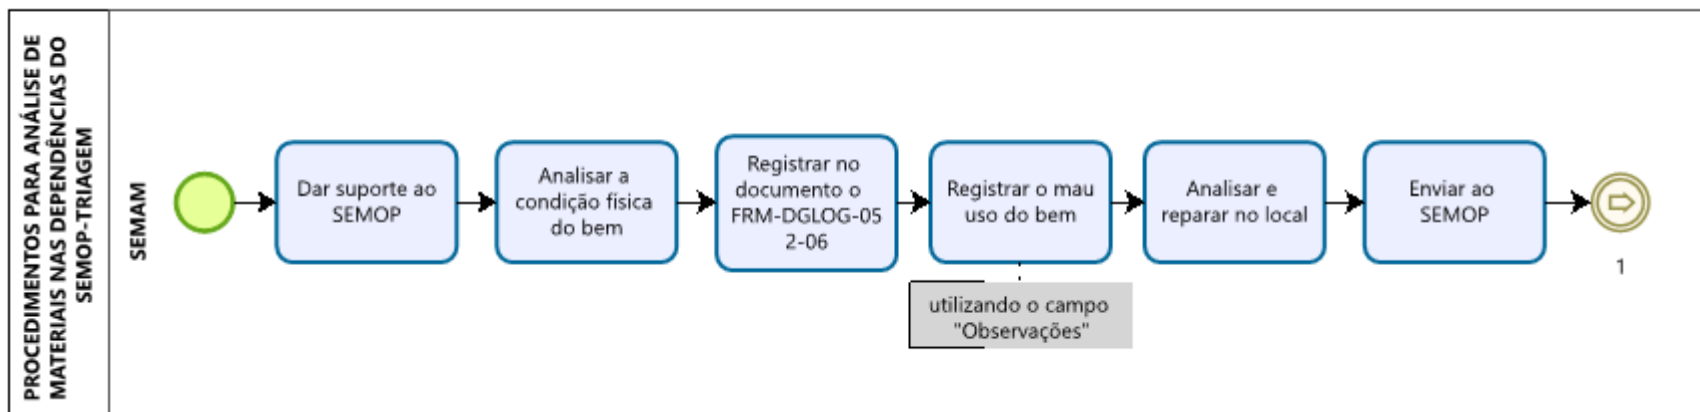 PROCEDIMENTOS PARA ANÁLISE DE
MATERIAIS NAS DEPENDÊNCIAS DO
SEMOP-TRIAGEM
SEMAM
Dar suporte ao
SEMOP
Analisar a
condição física
do bem
Registrar no
documento o
FRM-DGLOG-05
2-06
Registrar o mau
uso do bem
utilizando o campo
"Observações"
Analisar e
reparar no local
Enviar ao
SEMOP
1